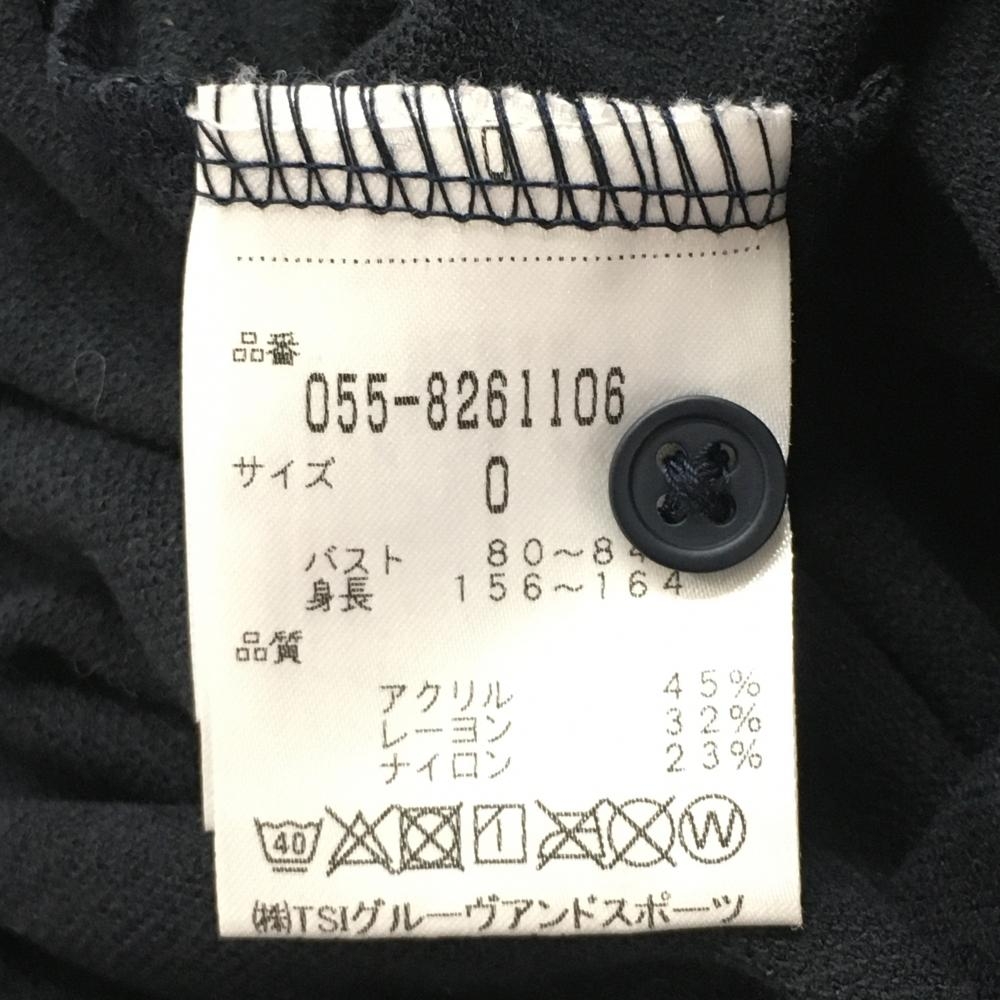 0
品番
055-8261106
サイズ 0
バスト 80~84
身長 156~164
品質
アクリル 45%
レーヨン 32%
ナイロン 23%
40 W
㈱TSIグルーヴアンドスポーツ